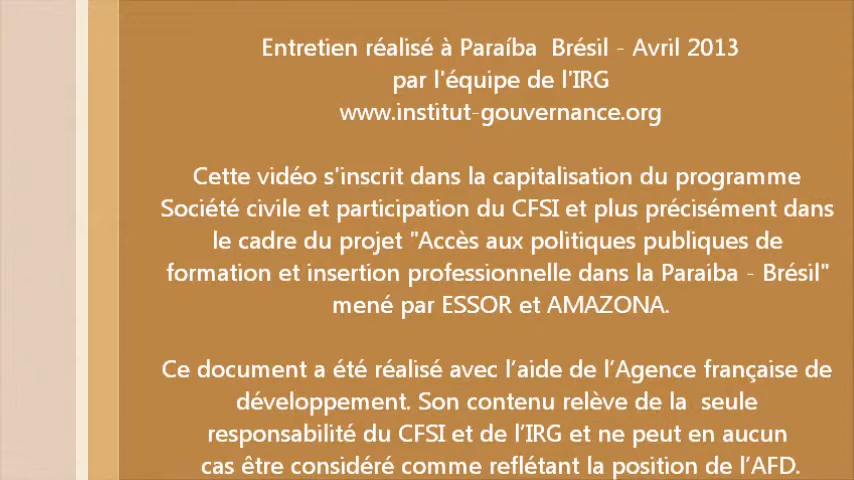 Entretien réalisé à Paraíba Brésil - Avril 2013
par l'équipe de l'IRG
www.institut-gouvernance.org
Cette vidéo s'inscrit dans la capitalisation du programme
Société civile et participation du CFSI et plus précisément dans
le cadre du projet "Accès aux politiques publiques de
formation et insertion professionnelle dans la Paraiba - Brésil"
mené par ESSOR et AMAZONA.
Ce document a été réalisé avec l’aide de l’Agence française de
développement. Son contenu relève de la seule
responsabilité du CFSI et de l’IRG et ne peut en aucun
cas être considéré comme reflétant la position de l’AFD.